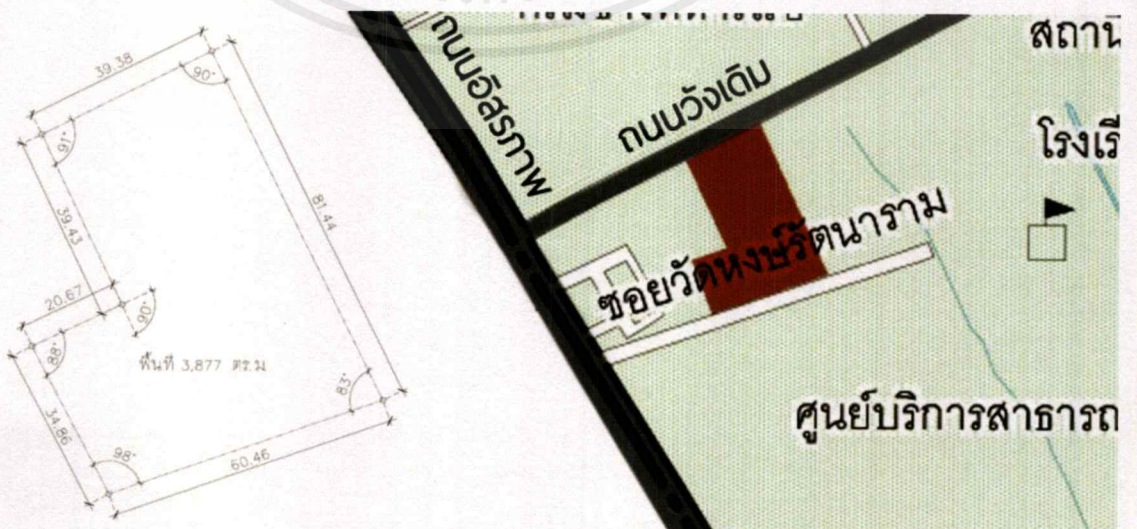 39.38
90°
91°
39.43
81.44
20.67
90°
88°
พื้นที่ 3,877 ตร.ม
83°
34.86
98°
60.46
ถนนอิสรภาพ
ถนนวังเดิม
สถานี
โรงเรี
ซอยวัดหงษ์รัตนาราม
ศูนย์บริการสาธารถ